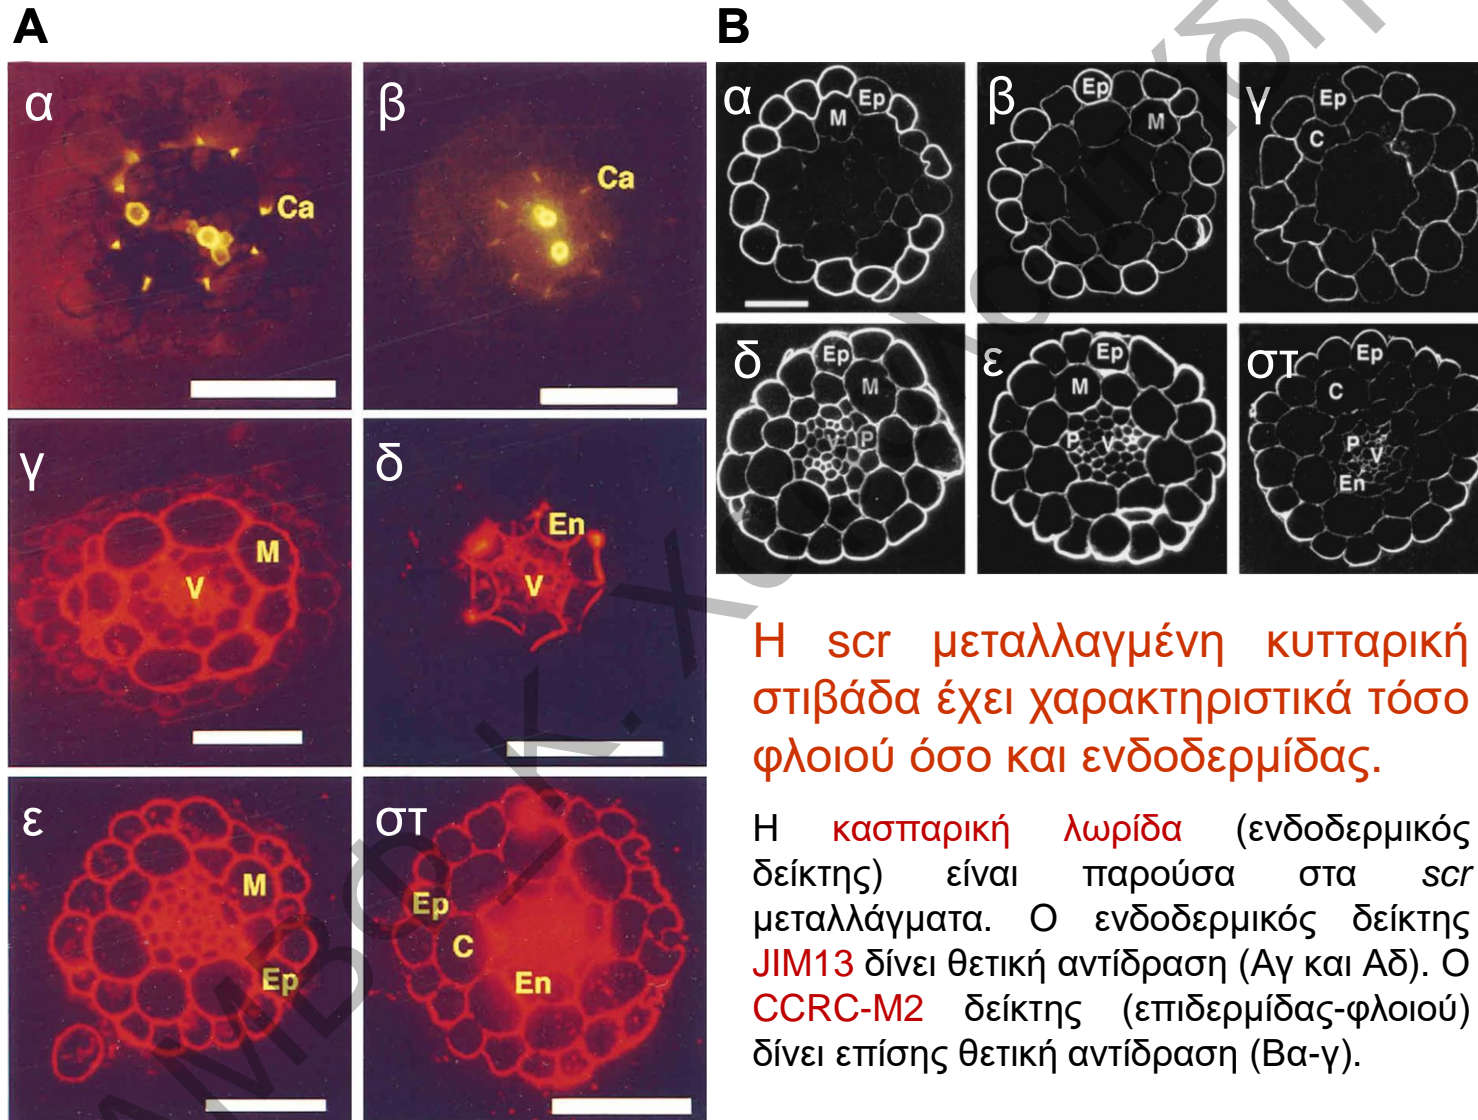 A
B
α
Ca
β
Ca
α
Ep
M
β
Ep
M
γ
Ep
C
γ
M
V
δ
En
V
δ
Ep
M
V
P
ε
Ep
M
P
V
στ
Ep
C
P
V
En
ε
M
Ep
στ
Ep
C
En
Η scr μεταλλαγμένη κυτταρική
στιβάδα έχει χαρακτηριστικά τόσο
φλοιού όσο και ενδοδερμίδας.
Η κασπαρική λωρίδα (ενδοδερμικός
δείκτης) είναι παρούσα στα scr
μεταλλάγματα. Ο ενδοδερμικός δείκτης
JIM13 δίνει θετική αντίδραση (Αγ και Αδ). Ο
CCRC-M2 δείκτης (επιδερμίδας-φλοιού)
δίνει επίσης θετική αντίδραση (Βα-γ).